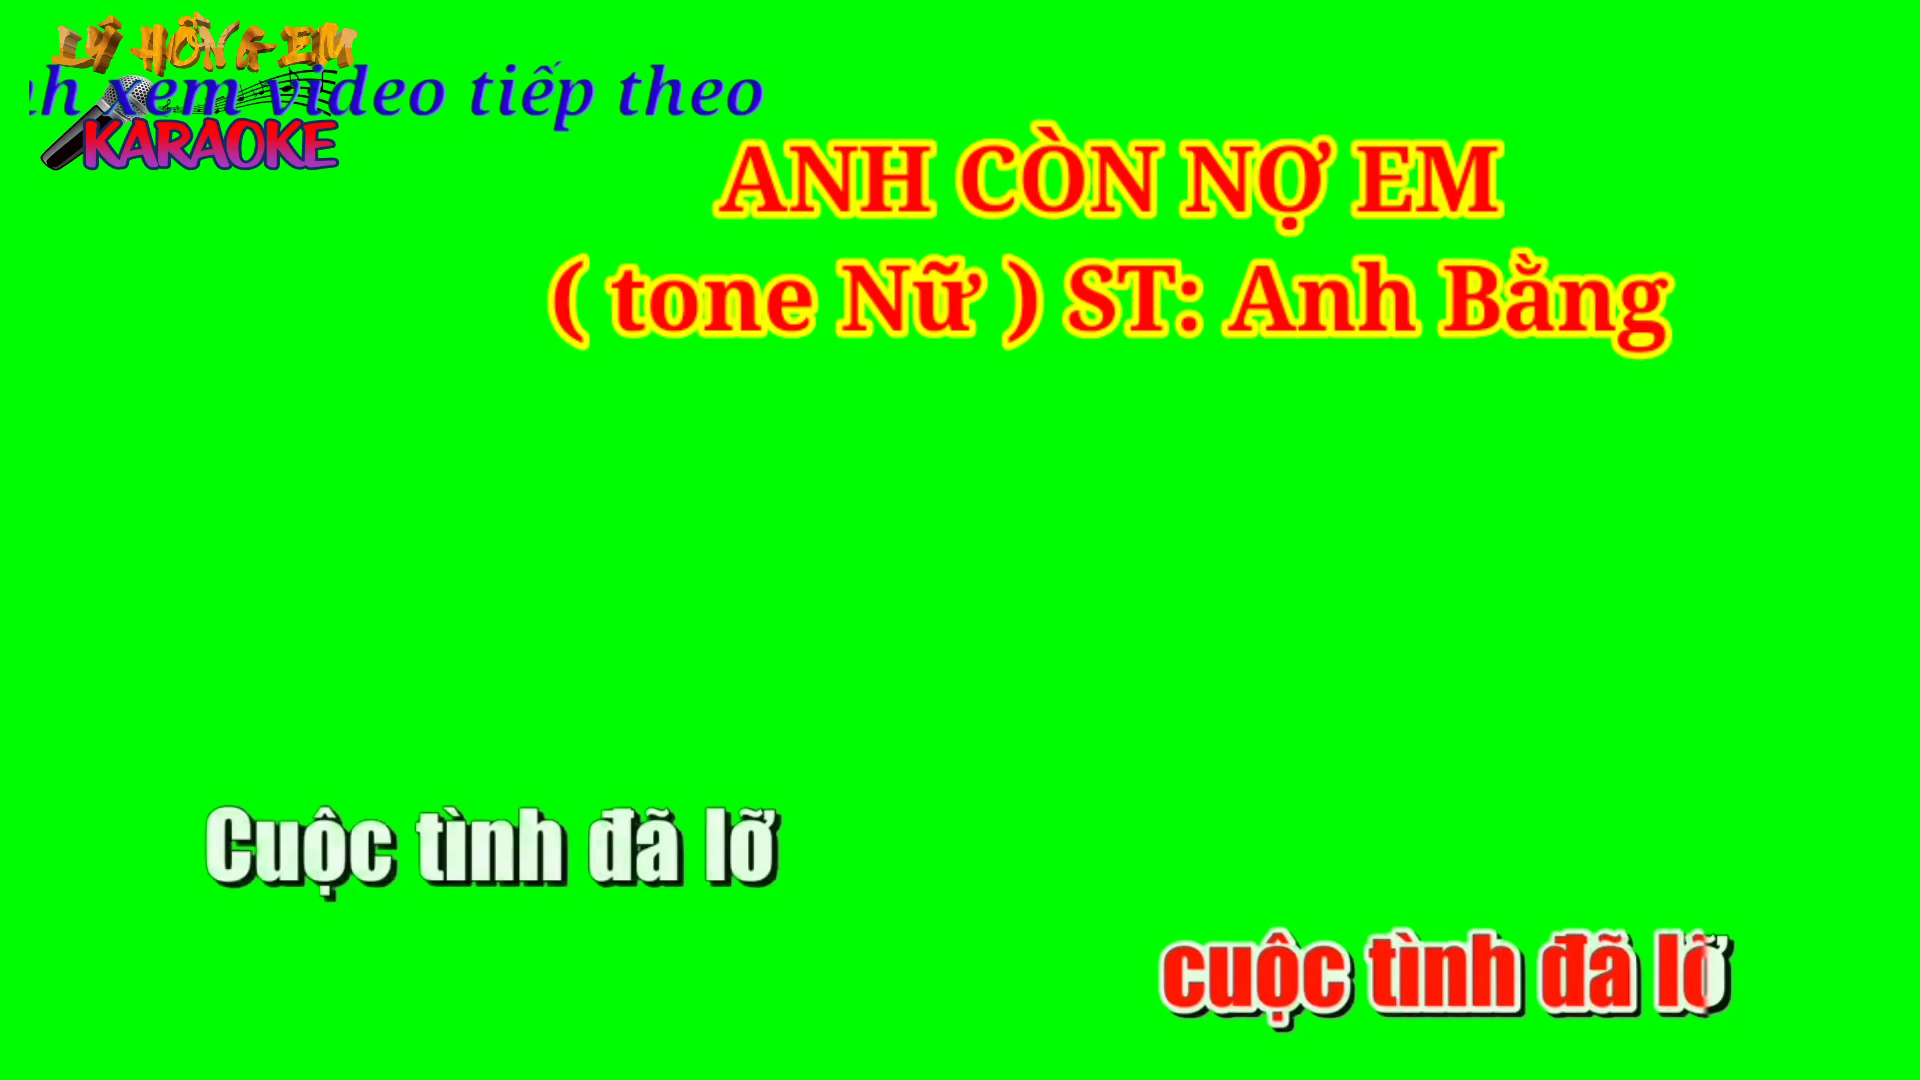 LÝ HỒNG EM
xem video tiếp theo
KARAOKE
ANH CÒN NỢ EM
( tone Nữ ) ST: Anh Bằng
Cuộc tình đã lỡ
cuộc tình đã lỡ